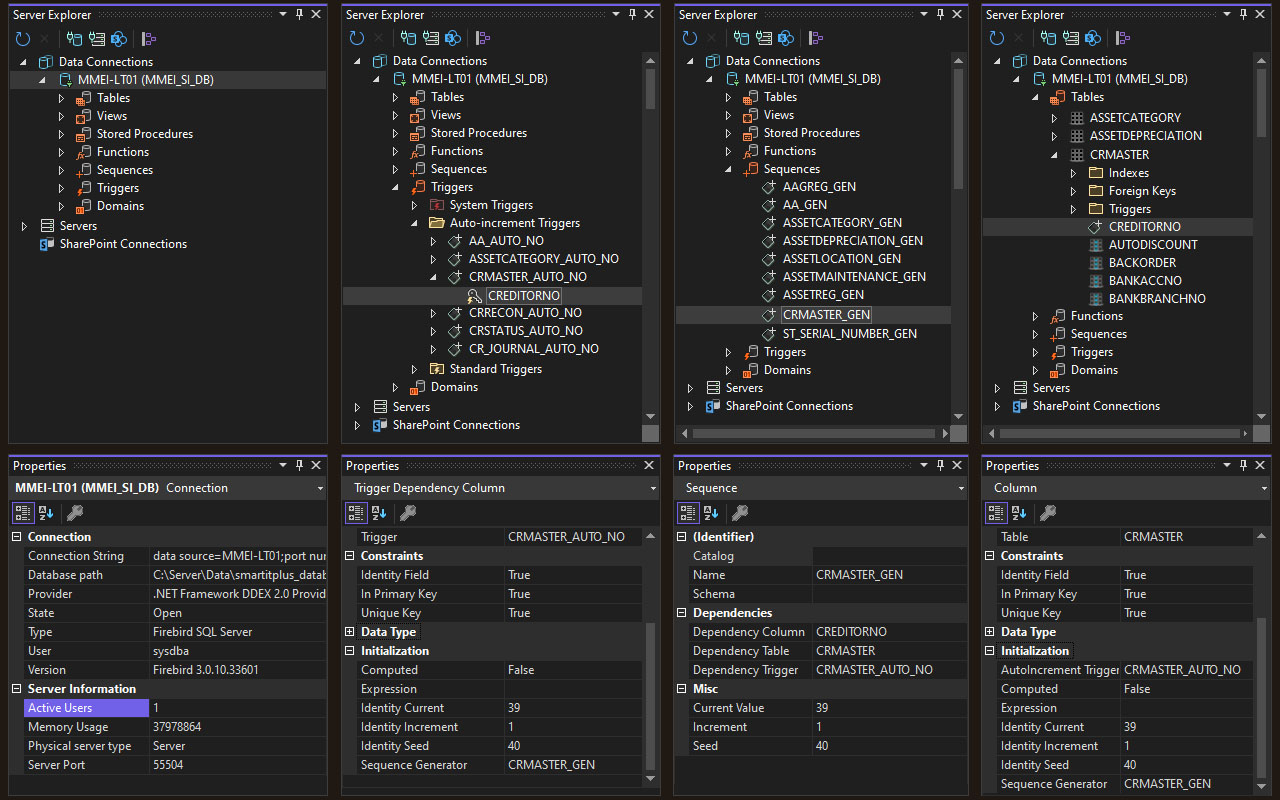 Server Explorer
Data Connections
MMEI-LT01 (MMEI_SI_DB)
Tables
Views
Stored Procedures
Functions
Sequences
Triggers
Domains
Servers
SharePoint Connections
Server Explorer
Data Connections
MMEI-LT01 (MMEI_SI_DB)
Tables
Views
Stored Procedures
Functions
Sequences
Triggers
System Triggers
Auto-increment Triggers
AA_AUTO_NO
ASSETCATEGORY_AUTO_NO
CRMASTER_AUTO_NO
CREDITORNO
CRRECON_AUTO_NO
CRSTATUS_AUTO_NO
CR_JOURNAL_AUTO_NO
Standard Triggers
Domains
Servers
SharePoint Connections
Server Explorer
Data Connections
MMEI-LT01 (MMEI_SI_DB)
Tables
Views
Stored Procedures
Functions
Sequences
AAGREG_GEN
AA_GEN
ASSETCATEGORY_GEN
ASSETDEPRECIATION_GEN
ASSETLOCATION_GEN
ASSETMAINTENANCE_GEN
ASSETREG_GEN
CRMASTER_GEN
ST_SERIAL_NUMBER_GEN
Triggers
Domains
Servers
SharePoint Connections
Server Explorer
Data Connections
MMEI-LT01 (MMEI_SI_DB)
Tables
ASSETCATEGORY
ASSETDEPRECIATION
CRMASTER
Indexes
Foreign Keys
Triggers
CREDITORNO
AUTODISCOUNT
BACKORDER
BANKACCNO
BANKBRANCHNO
Functions
Sequences
Triggers
Domains
Servers
SharePoint Connections
Properties
MMEI-LT01 (MMEI_SI_DB) Connection
Connection
Connection String data source=MMEI-LT01;port nur
Database path C:\Server\Data\smartitplus_datab
Provider .NET Framework DDEX 2.0 Provid
State Open
Type Firebird SQL Server
User sysdba
Version Firebird 3.0.10.33601
Server Information
Active Users 1
Memory Usage 37978864
Physical server type Server
Server Port 55504
Properties
Trigger Dependency Column
Trigger CRMASTER_AUTO_NO
Constraints
Identity Field True
In Primary Key True
Unique Key True
Data Type
Initialization
Computed False
Expression
Identity Current 39
Identity Increment 1
Identity Seed 40
Sequence Generator CRMASTER_GEN
Properties
Sequence
(Identifier)
Catalog
Name CRMASTER_GEN
Schema
Dependencies
Dependency Column CREDITORNO
Dependency Table CRMASTER
Dependency Trigger CRMASTER_AUTO_NO
Misc
Current Value 39
Increment 1
Seed 40
Properties
Column
Table CRMASTER
Constraints
Identity Field True
In Primary Key True
Unique Key True
Data Type
Initialization
AutoIncrement Trigger CRMASTER_AUTO_NO
Computed False
Expression
Identity Current 39
Identity Increment 1
Identity Seed 40
Sequence Generator CRMASTER_GEN